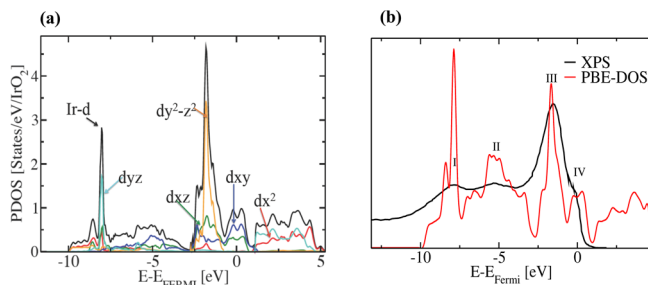 (a)
(b)
4
3
2
1
0
PDOS [States/eV/IrO2]
Ir-d
dyz
dy²-z²
dxz
dxy
dx²
-10
-5
0
5
E-EFERMI [eV]
XPS
PBE-DOS
I
II
III
IV
-10
-5
0
E-EFermi [eV]